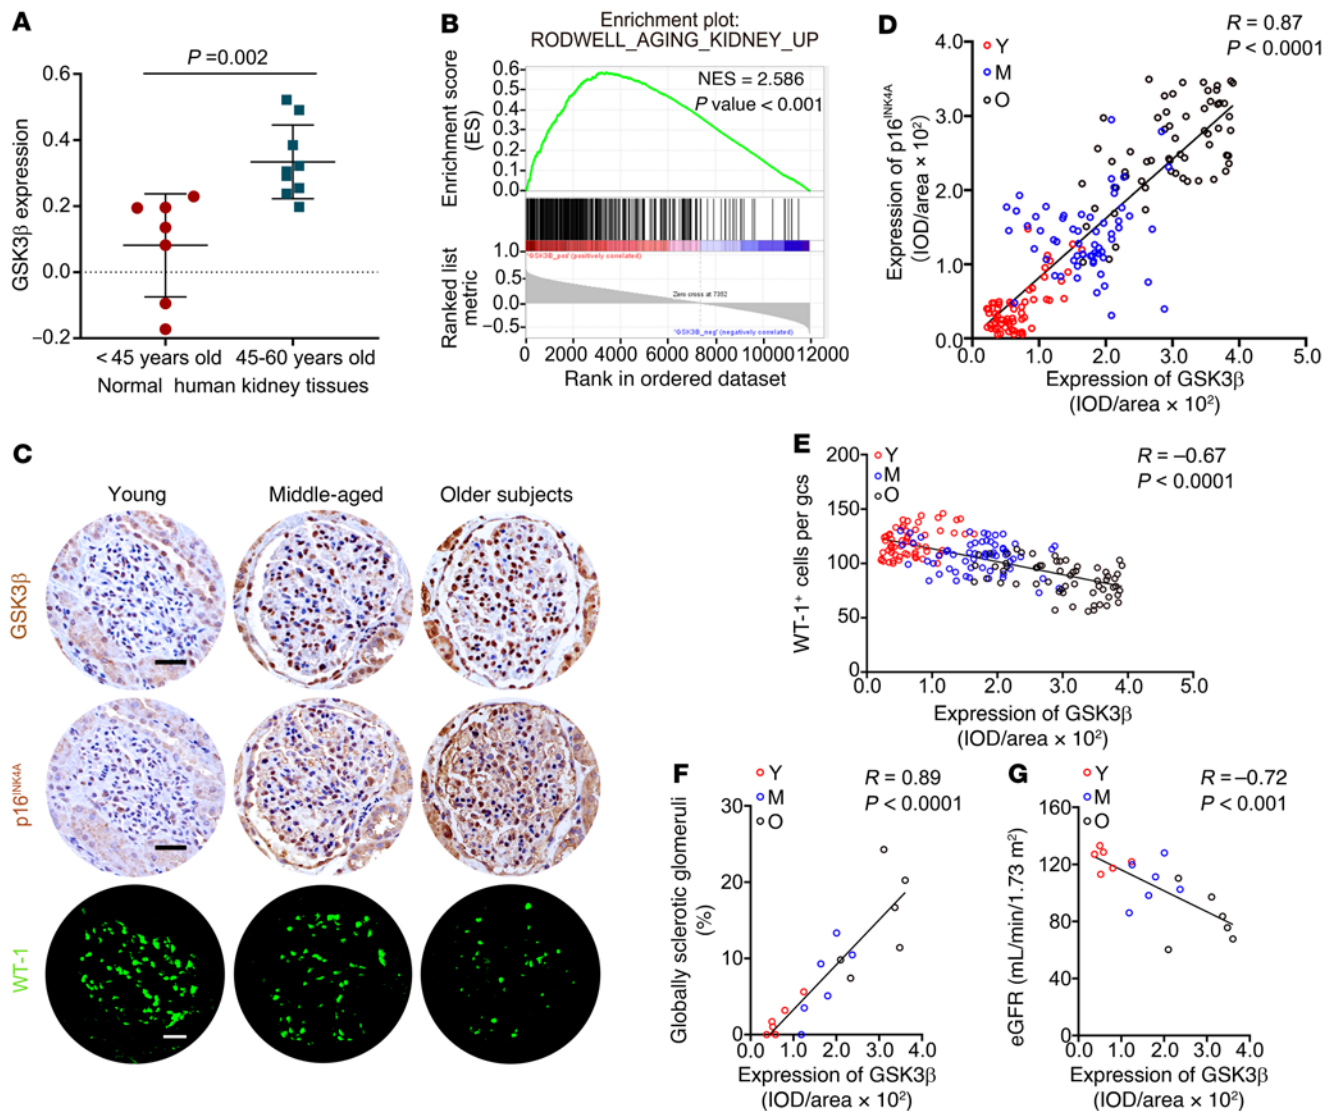 A
P =0.002
GSK3β expression
0.6
0.4
0.2
0.0
−0.2
< 45 years old
45-60 years old
Normal human kidney tissues
B
Enrichment plot:
RODWELL_AGING_KIDNEY_UP
NES = 2.586
P value < 0.001
Enrichment score
(ES)
0.6
0.5
0.4
0.3
0.2
0.1
0.0
'GSK3B_pos' (positively correlated)
Zero cross at 7352
'GSK3B_neg' (negatively correlated)
Ranked list
metric
1.0
0.5
0.0
−0.5
0
2000
4000
6000
8000
10000
12000
Rank in ordered dataset
C
Young
Middle-aged
Older subjects
GSK3β
p16INK4A
WT-1
D
R = 0.87
P < 0.0001
Y
M
O
Expression of p16INK4A
(IOD/area × 10²)
4.0
3.0
2.0
1.0
0.0
0.0
1.0
2.0
3.0
4.0
5.0
Expression of GSK3β
(IOD/area × 10²)
E
R = −0.67
P < 0.0001
Y
M
O
WT-1⁺ cells per gcs
200
150
100
50
0
0.0
1.0
2.0
3.0
4.0
5.0
Expression of GSK3β
(IOD/area × 10²)
F
R = 0.89
P < 0.0001
Y
M
O
Globally sclerotic glomeruli
(%)
30
20
10
0
0.0
1.0
2.0
3.0
4.0
Expression of GSK3β
(IOD/area × 10²)
G
R = −0.72
P < 0.001
Y
M
O
eGFR (mL/min/1.73 m²)
160
120
80
40
0
0.0
1.0
2.0
3.0
4.0
Expression of GSK3β
(IOD/area × 10²)